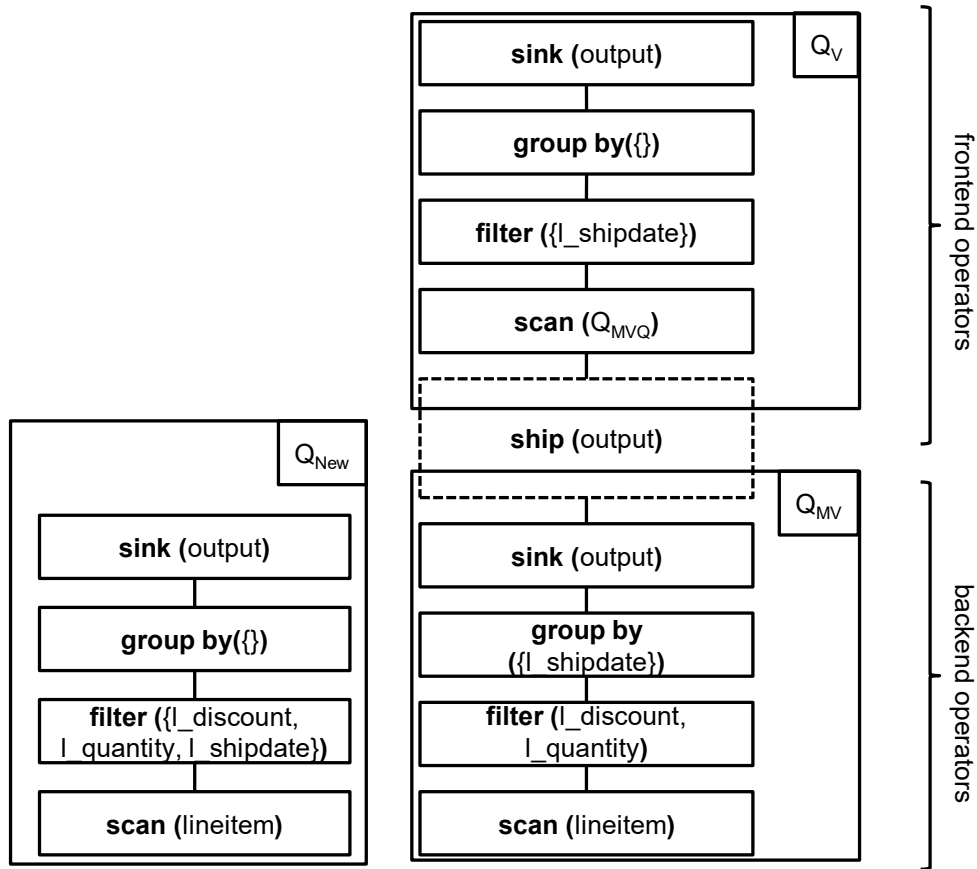 Q_V
sink (output)
group by({})
filter ({l_shipdate})
scan (Q_MVQ)
frontend operators
ship (output)
Q_New
sink (output)
group by({})
filter ({l_discount,
l_quantity, l_shipdate})
scan (lineitem)
Q_MV
sink (output)
group by
({l_shipdate})
filter (l_discount,
l_quantity)
scan (lineitem)
backend operators